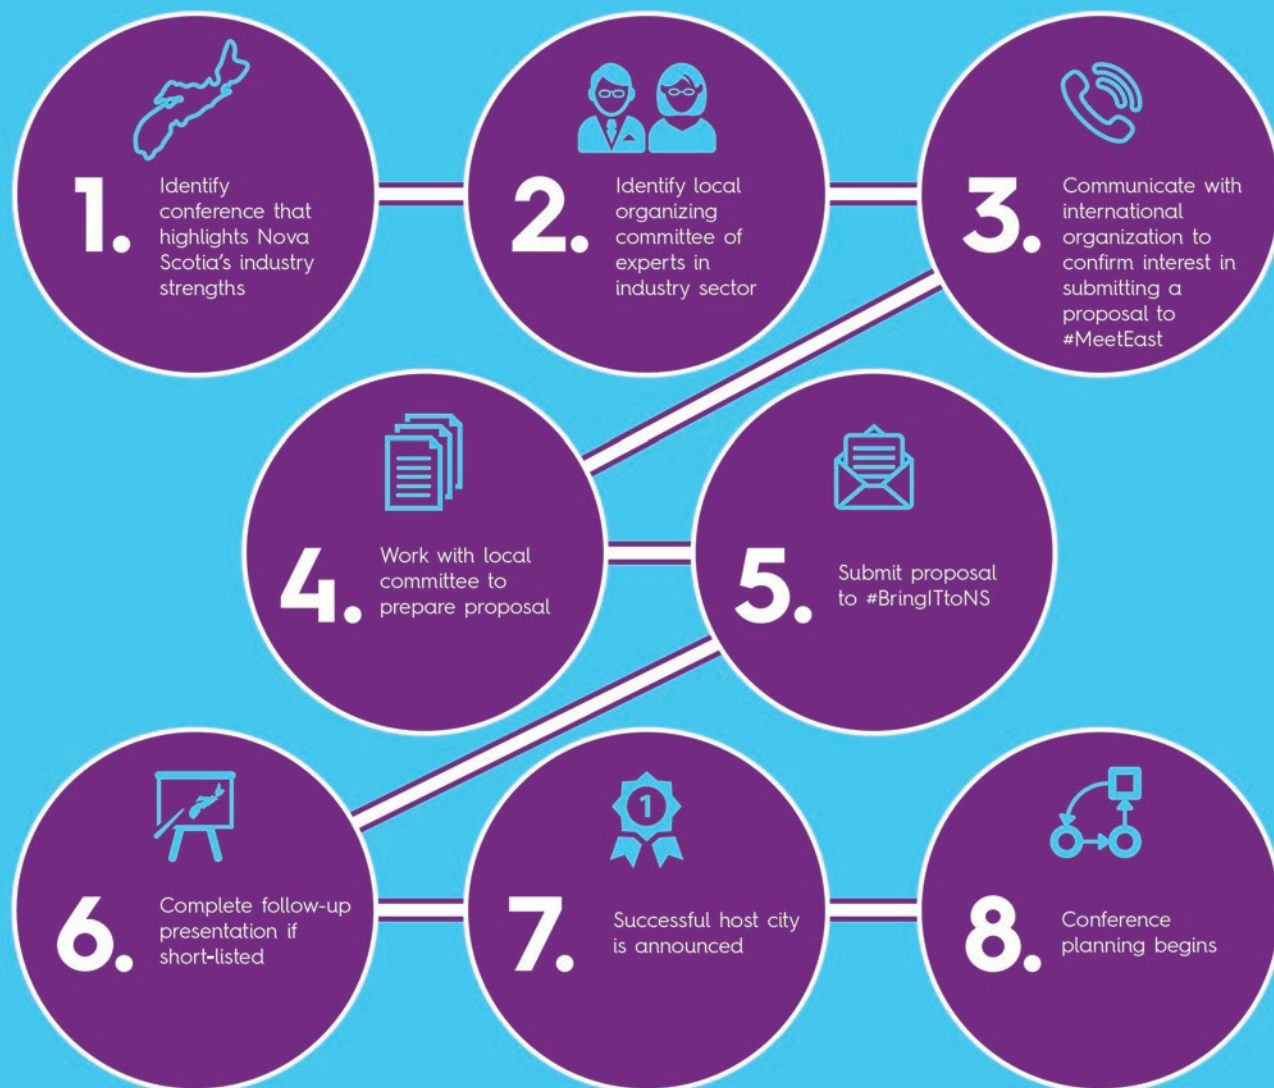 1.
Identify
conference that
highlights Nova
Scotia's industry
strengths
2.
Identify local
organizing
committee of
experts in
industry sector
3.
Communicate with
international
organization to
confirm interest in
submitting a
proposal to
#MeetEast
4.
Work with local
committee to
prepare proposal
5.
Submit proposal
to #BringITtoNS
6.
Complete follow-up
presentation if
short-listed
1
7.
Successful host city
is announced
8.
Conference
planning begins